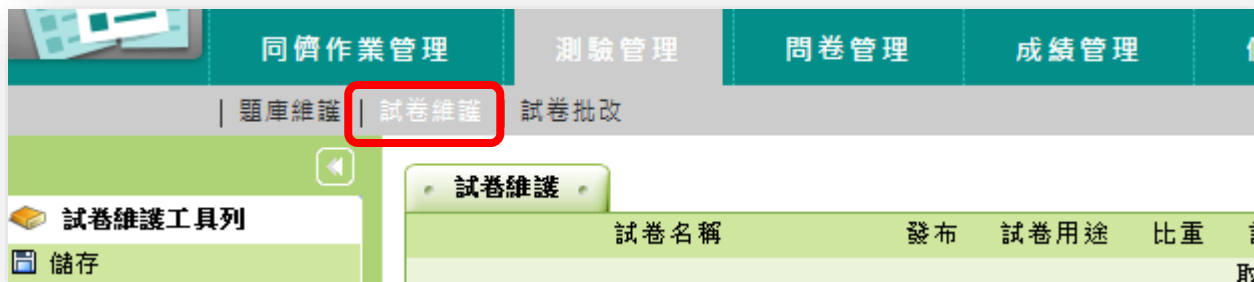 同儕作業管理 測驗管理 問卷管理 成績管理
| 題庫維護 | 試卷維護 試卷批改
試卷維護
試卷維護工具列
試卷名稱 發布 試卷用途 比重
儲存